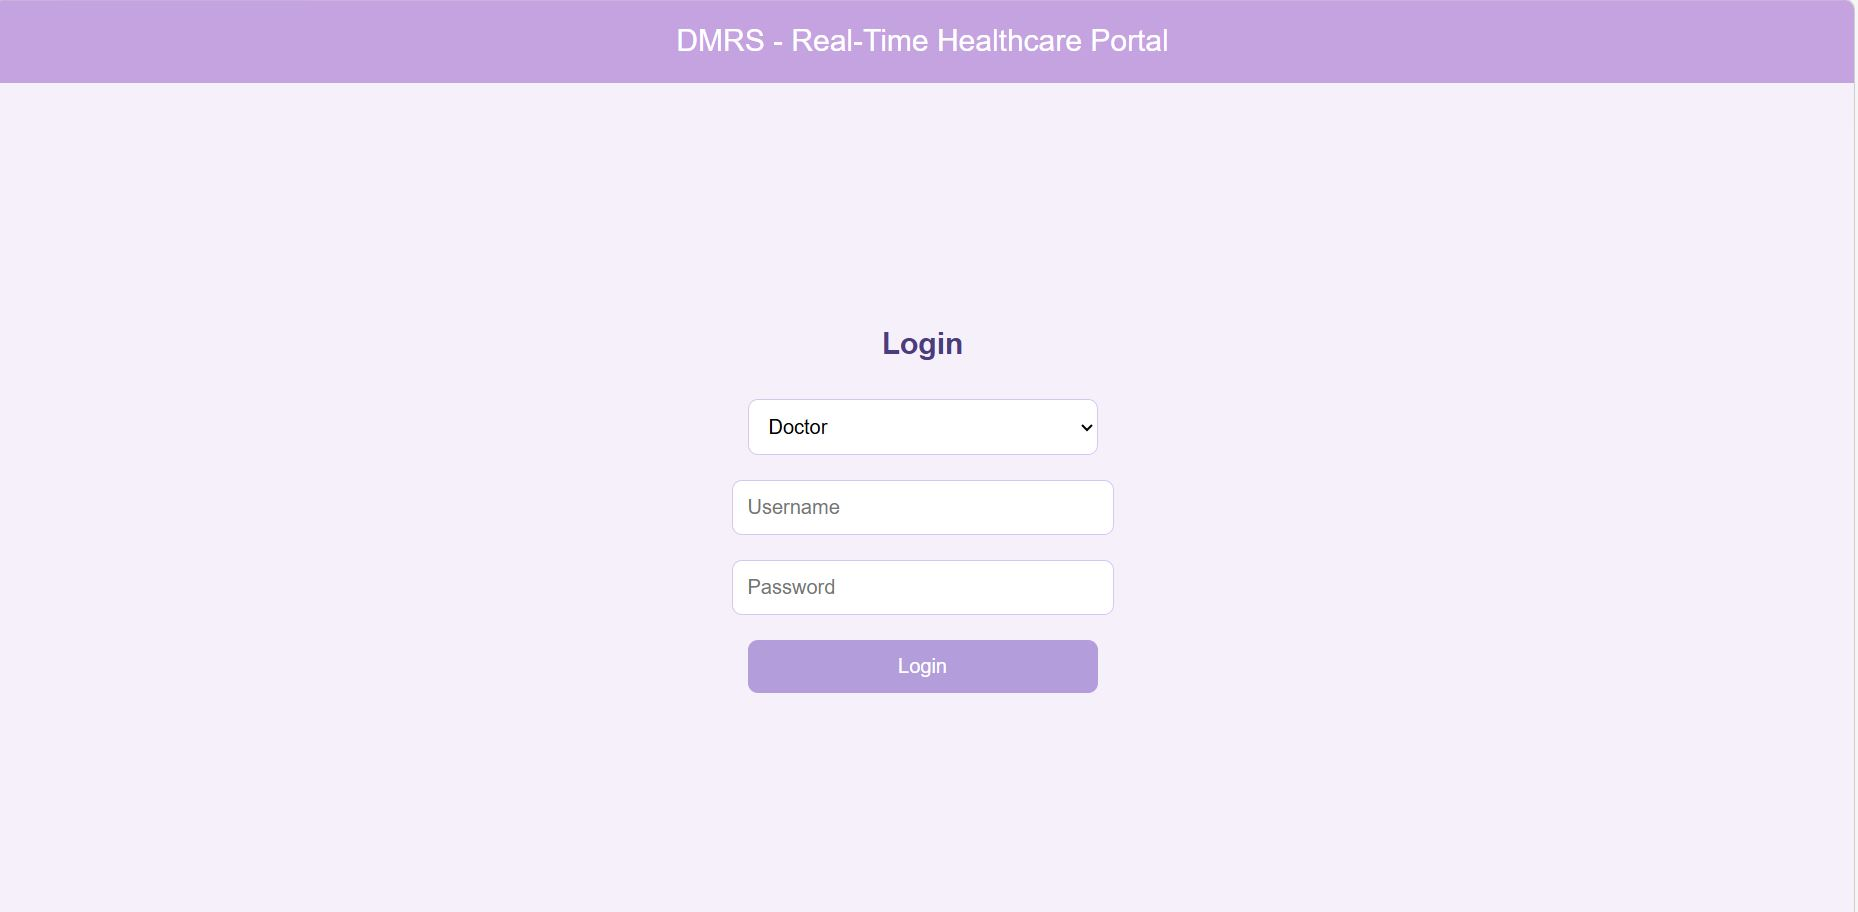 DMRS - Real-Time Healthcare Portal
Login
Doctor
Username
Password
Login